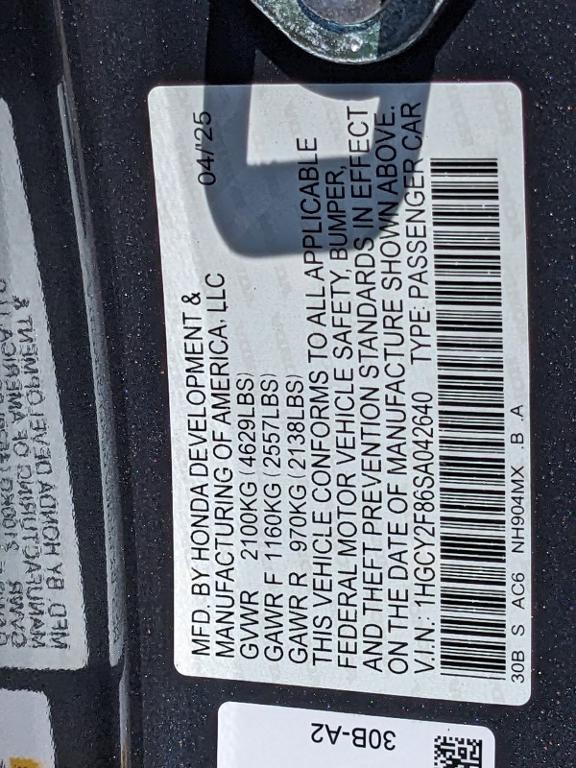 MFD. BY HONDA DEVELOPMENT & 04/'25
MANUFACTURING OF AMERICA, LLC
GVWR 2100KG (4629LBS)
GAWR F 1160KG (2557LBS)
GAWR R 970KG (2138LBS)
THIS VEHICLE CONFORMS TO ALL APPLICABLE
FEDERAL MOTOR VEHICLE SAFETY, BUMPER,
AND THEFT PREVENTION STANDARDS IN EFFECT
ON THE DATE OF MANUFACTURE SHOWN ABOVE.
V.I.N.: 1HGCY2F86SA042640 TYPE: PASSENGER CAR
30B S AC6 NH904MX .B .A
30B-A2